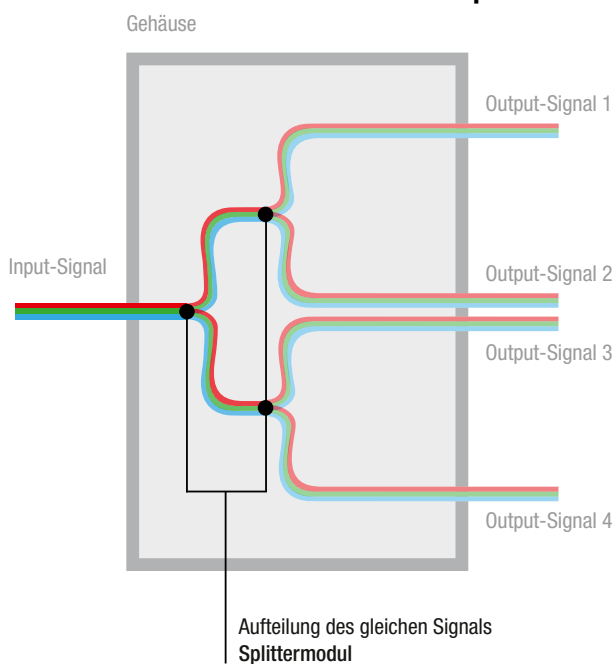 Gehäuse
Output-Signal 1
Input-Signal
Output-Signal 2
Output-Signal 3
Output-Signal 4
Aufteilung des gleichen Signals
Splittermodul